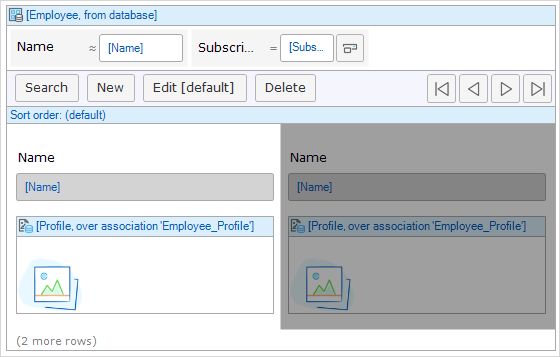 [Employee, from database]
Name ≈ [Name] Subscri... = [Subs...
Search New Edit [default] Delete
Sort order: (default)
Name Name
[Name] [Name]
[Profile, over association 'Employee_Profile'] [Profile, over association 'Employee_Profile']
(2 more rows)